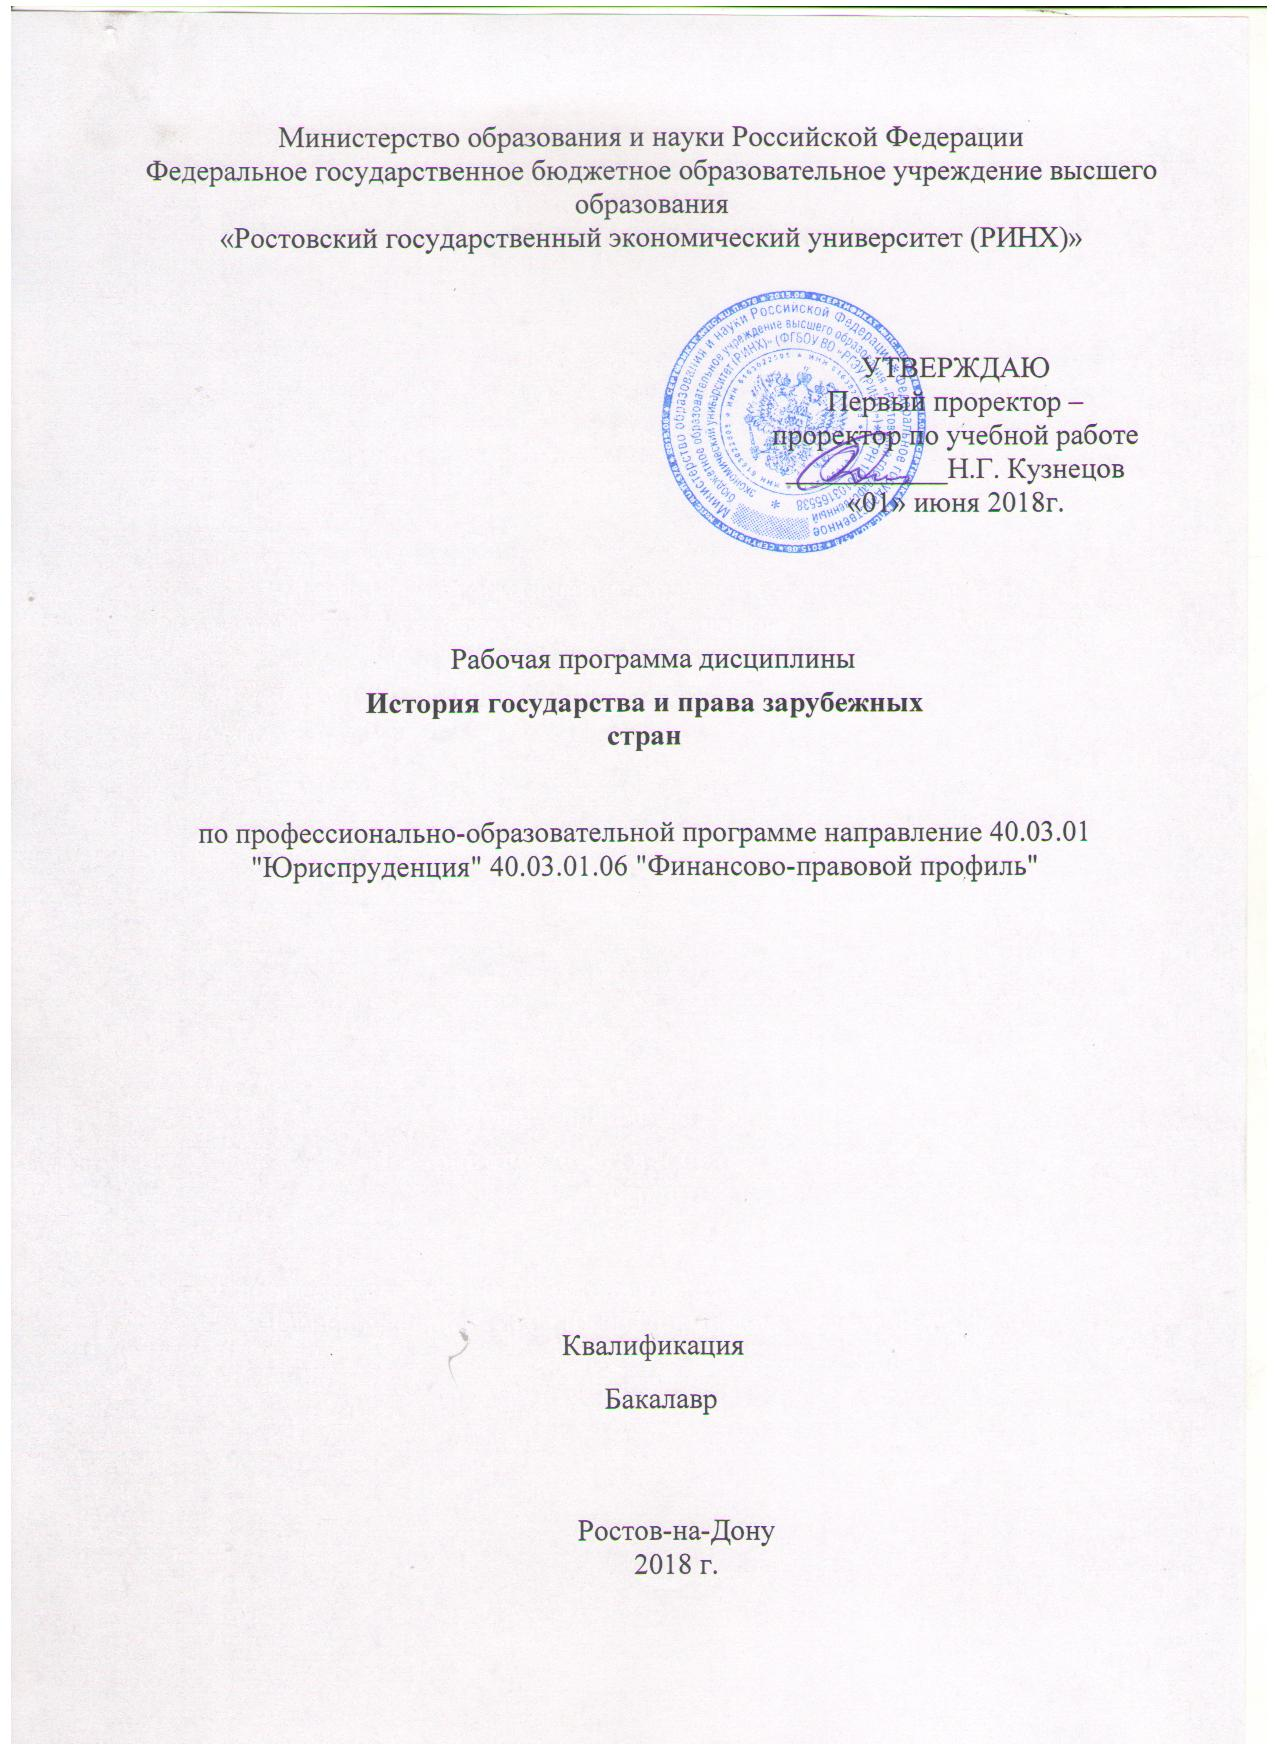 Министерство образования и науки Российской Федерации
Федеральное государственное бюджетное образовательное учреждение высшего
образования
«Ростовский государственный экономический университет (РИНХ)»
УТВЕРЖДАЮ
Первый проректор –
проректор по учебной работе
Н.Г. Кузнецов
«01» июня 2018г.
Рабочая программа дисциплины
История государства и права зарубежных
стран
по профессионально-образовательной программе направление 40.03.01
"Юриспруденция" 40.03.01.06 "Финансово-правовой профиль"
Квалификация
Бакалавр
Ростов-на-Дону
2018 г.